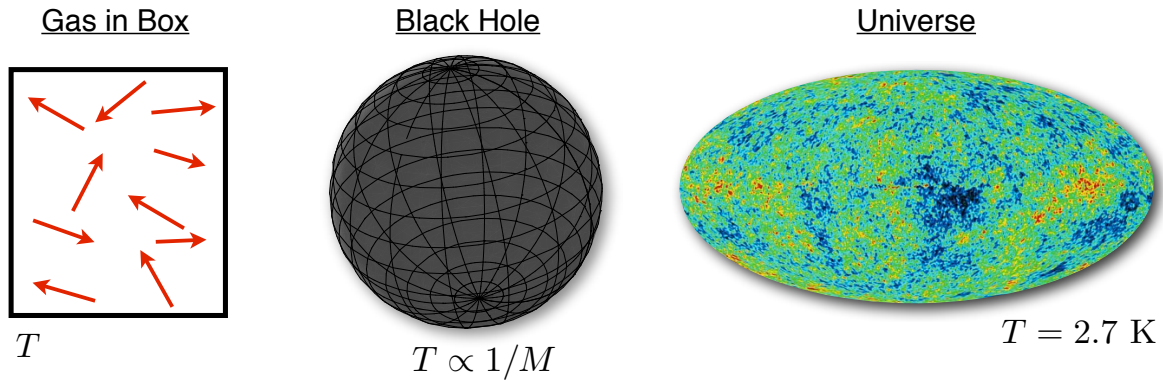 Gas in Box
Black Hole
Universe
T
T ∝ 1/M
T = 2.7 K